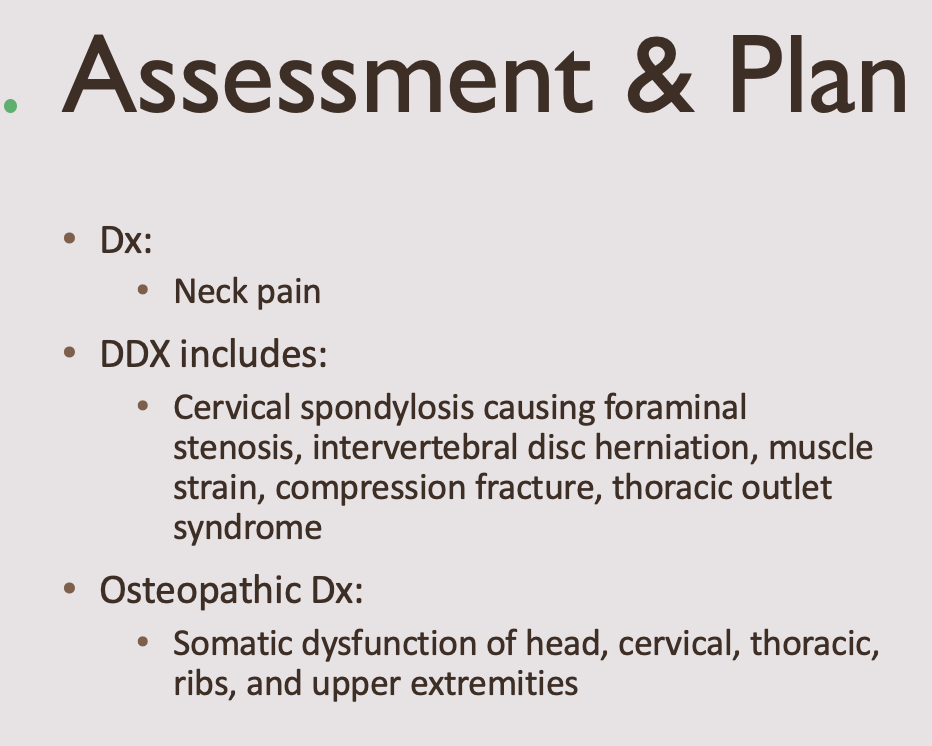 . Assessment & Plan
• Dx:
• Neck pain
• DDX includes:
• Cervical spondylosis causing foraminal
stenosis, intervertebral disc herniation, muscle
strain, compression fracture, thoracic outlet
syndrome
• Osteopathic Dx:
• Somatic dysfunction of head, cervical, thoracic,
ribs, and upper extremities